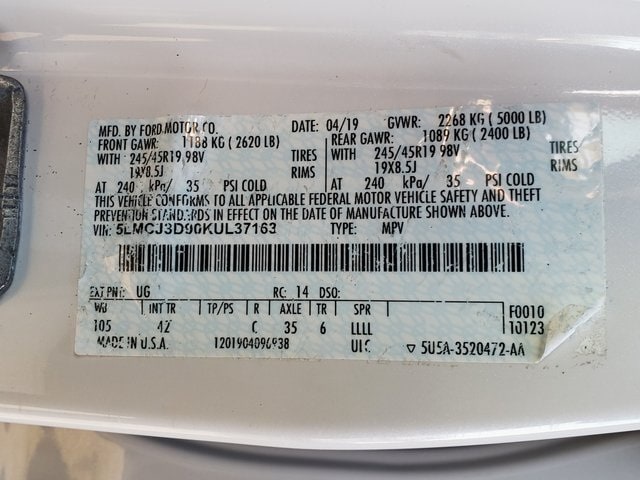 MFD. BY FORD MOTOR CO. DATE: 04/19 GVWR: 2268 KG ( 5000 LB)
FRONT GAWR: 1188 KG ( 2620 LB) REAR GAWR: 1089 KG ( 2400 LB)
WITH 245/45R19 98V TIRES WITH 245/45R19 98V TIRES
19X8.5J RIMS 19X8.5J RIMS
AT 240 kPa/ 35 PSI COLD AT 240 kPa/ 35 PSI COLD
THIS VEHICLE CONFORMS TO ALL APPLICABLE FEDERAL MOTOR VEHICLE SAFETY AND THEFT
PREVENTION STANDARDS IN EFFECT ON THE DATE OF MANUFACTURE SHOWN ABOVE.
VIN: 5LMCJ3D90KUL37163 TYPE: MPV
EXT PNT: UG RC: 14 DSO:
WB INT TR TP/PS R AXLE TR SPR F0010
105 42 C 35 6 LLLL 10123
MADE IN U.S.A. UL 5U5A-3520472-AA